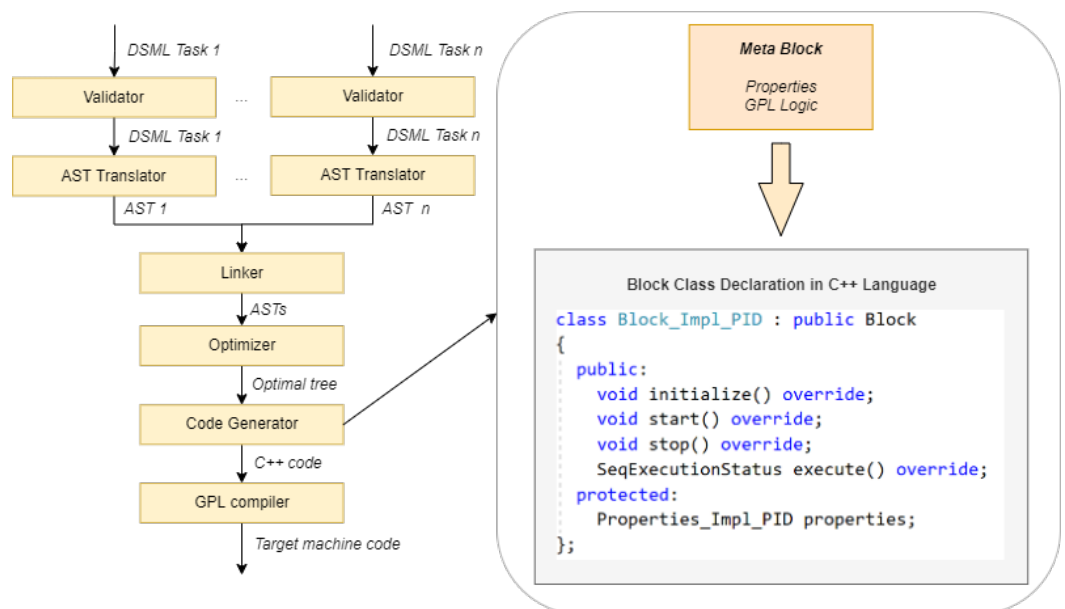 DSML Task 1
DSML Task n
Validator
...
Validator
DSML Task 1
DSML Task n
AST Translator
...
AST Translator
AST 1
AST n
Linker
ASTs
Optimizer
Optimal tree
Code Generator
C++ code
GPL compiler
Target machine code
Meta Block
Properties
GPL Logic
Block Class Declaration in C++ Language
class Block_Impl_PID : public Block
{
public:
void initialize() override;
void start() override;
void stop() override;
SeqExecutionStatus execute() override;
protected:
Properties_Impl_PID properties;
};